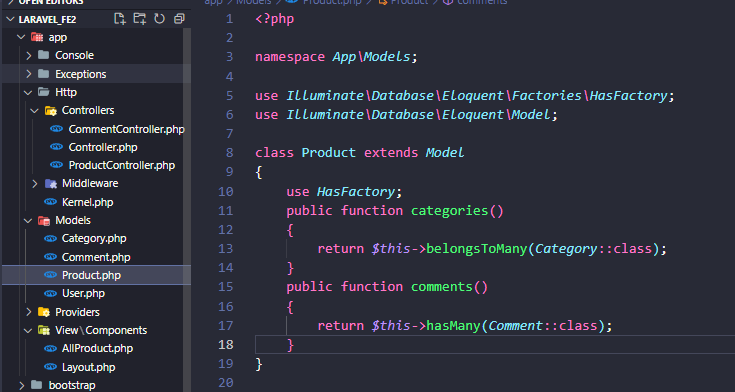 OPEN EDITORS
LARAVEL_FE2
app
Console
Exceptions
Http
Controllers
CommentController.php
Controller.php
ProductController.php
Middleware
Kernel.php
Models
Category.php
Comment.php
Product.php
User.php
Providers
View\Components
AllProduct.php
Layout.php
bootstrap
app > Models > Product.php > Product > comments
1 <?php
2
3 namespace App\Models;
4
5 use Illuminate\Database\Eloquent\Factories\HasFactory;
6 use Illuminate\Database\Eloquent\Model;
7
8 class Product extends Model
9 {
10 use HasFactory;
11 public function categories()
12 {
13 return $this->belongsToMany(Category::class);
14 }
15 public function comments()
16 {
17 return $this->hasMany(Comment::class);
18 }
19 }
20